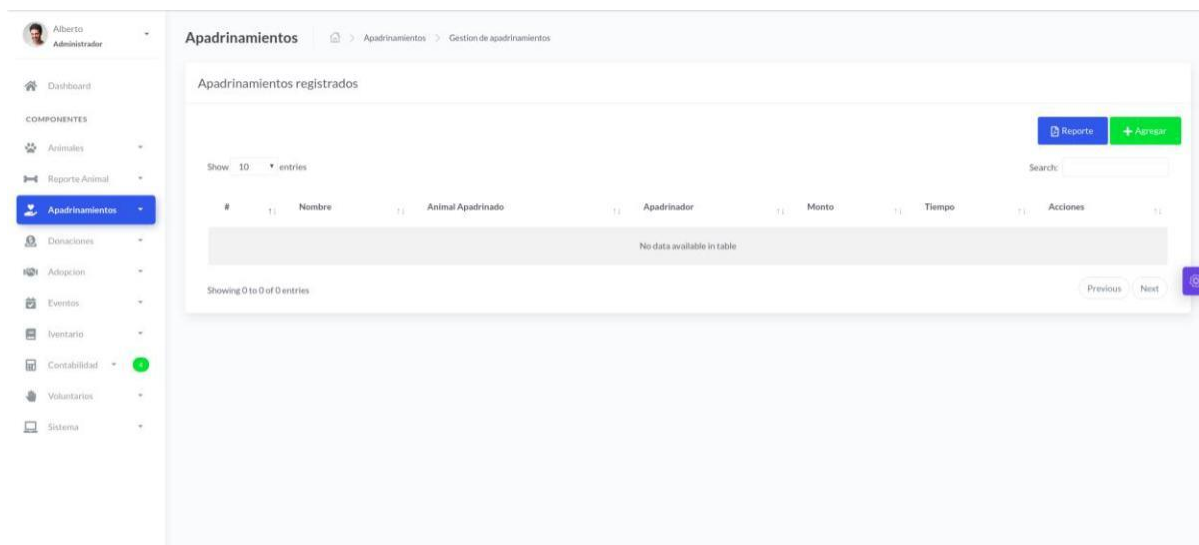 Alberto
Administrador
Dashboard
COMPONENTES
Animales
Reporte Animal
Apadrinamientos
Donaciones
Adopcion
Eventos
Iventario
Contabilidad
Voluntarios
Sistema
Apadrinamientos > Apadrinamientos > Gestion de apadrinamientos
Apadrinamientos registrados
Reporte + Agregar
Show 10 entries Search:
# Nombre Animal Apadrinado Apadrinador Monto Tiempo Acciones
No data available in table
Showing 0 to 0 of 0 entries Previous Next